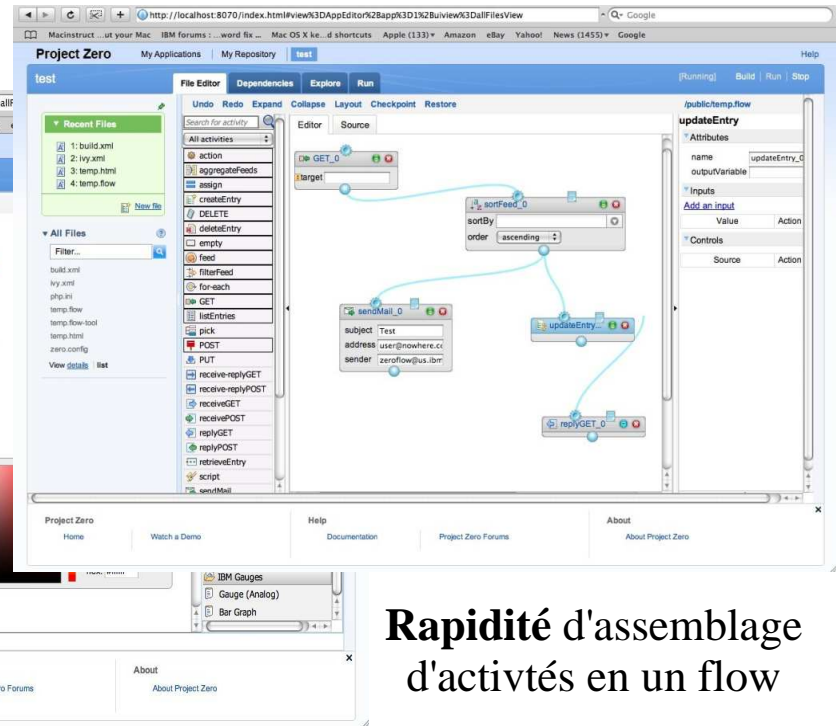 http://localhost:8070/index.html#view%3DAppEditor%2Bapp%3D1%2Buiview%3DallFilesView
Google
Macinstruct ...ut your Mac IBM forums : ...word fix ... Mac OS X ke...d shortcuts Apple (133)▾ Amazon eBay Yahoo! News (1455)▾ Google
Project Zero My Applications My Repository test Help
test File Editor Dependencies Explore Run [Running] Build | Run | Stop
Undo Redo Expand Collapse Layout Checkpoint Restore
Recent Files
1: build.xml
2: ivy.xml
3: temp.html
4: temp.flow
New file
All Files
Filter...
build.xml
ivy.xml
php.ini
temp.flow
temp.flow-tool
temp.html
zero.config
View details | list
Search for activity
All activities
action
aggregateFeeds
assign
createEntry
DELETE
deleteEntry
empty
feed
filterFeed
for-each
GET
listEntries
pick
POST
PUT
receive-replyGET
receive-replyPOST
receiveGET
receivePOST
replyGET
replyPOST
retrieveEntry
script
sendMail
Editor Source
GET_0
target
sortFeed_0
sortBy
order ascending
sendMail_0
subject Test
address user@nowhere.cc
sender zeroflow@us.ibm
updateEntry...
replyGET_0
/public/temp.flow
updateEntry
Attributes
name updateEntry_0
outputVariable
Inputs
Add an input
Value Action
Controls
Source Action
Project Zero Help About
Home Watch a Demo Documentation Project Zero Forums About Project Zero
IBM Gauges
Gauge (Analog)
Bar Graph
About
o Forums About Project Zero
Rapidité d'assemblage
d'activtés en un flow